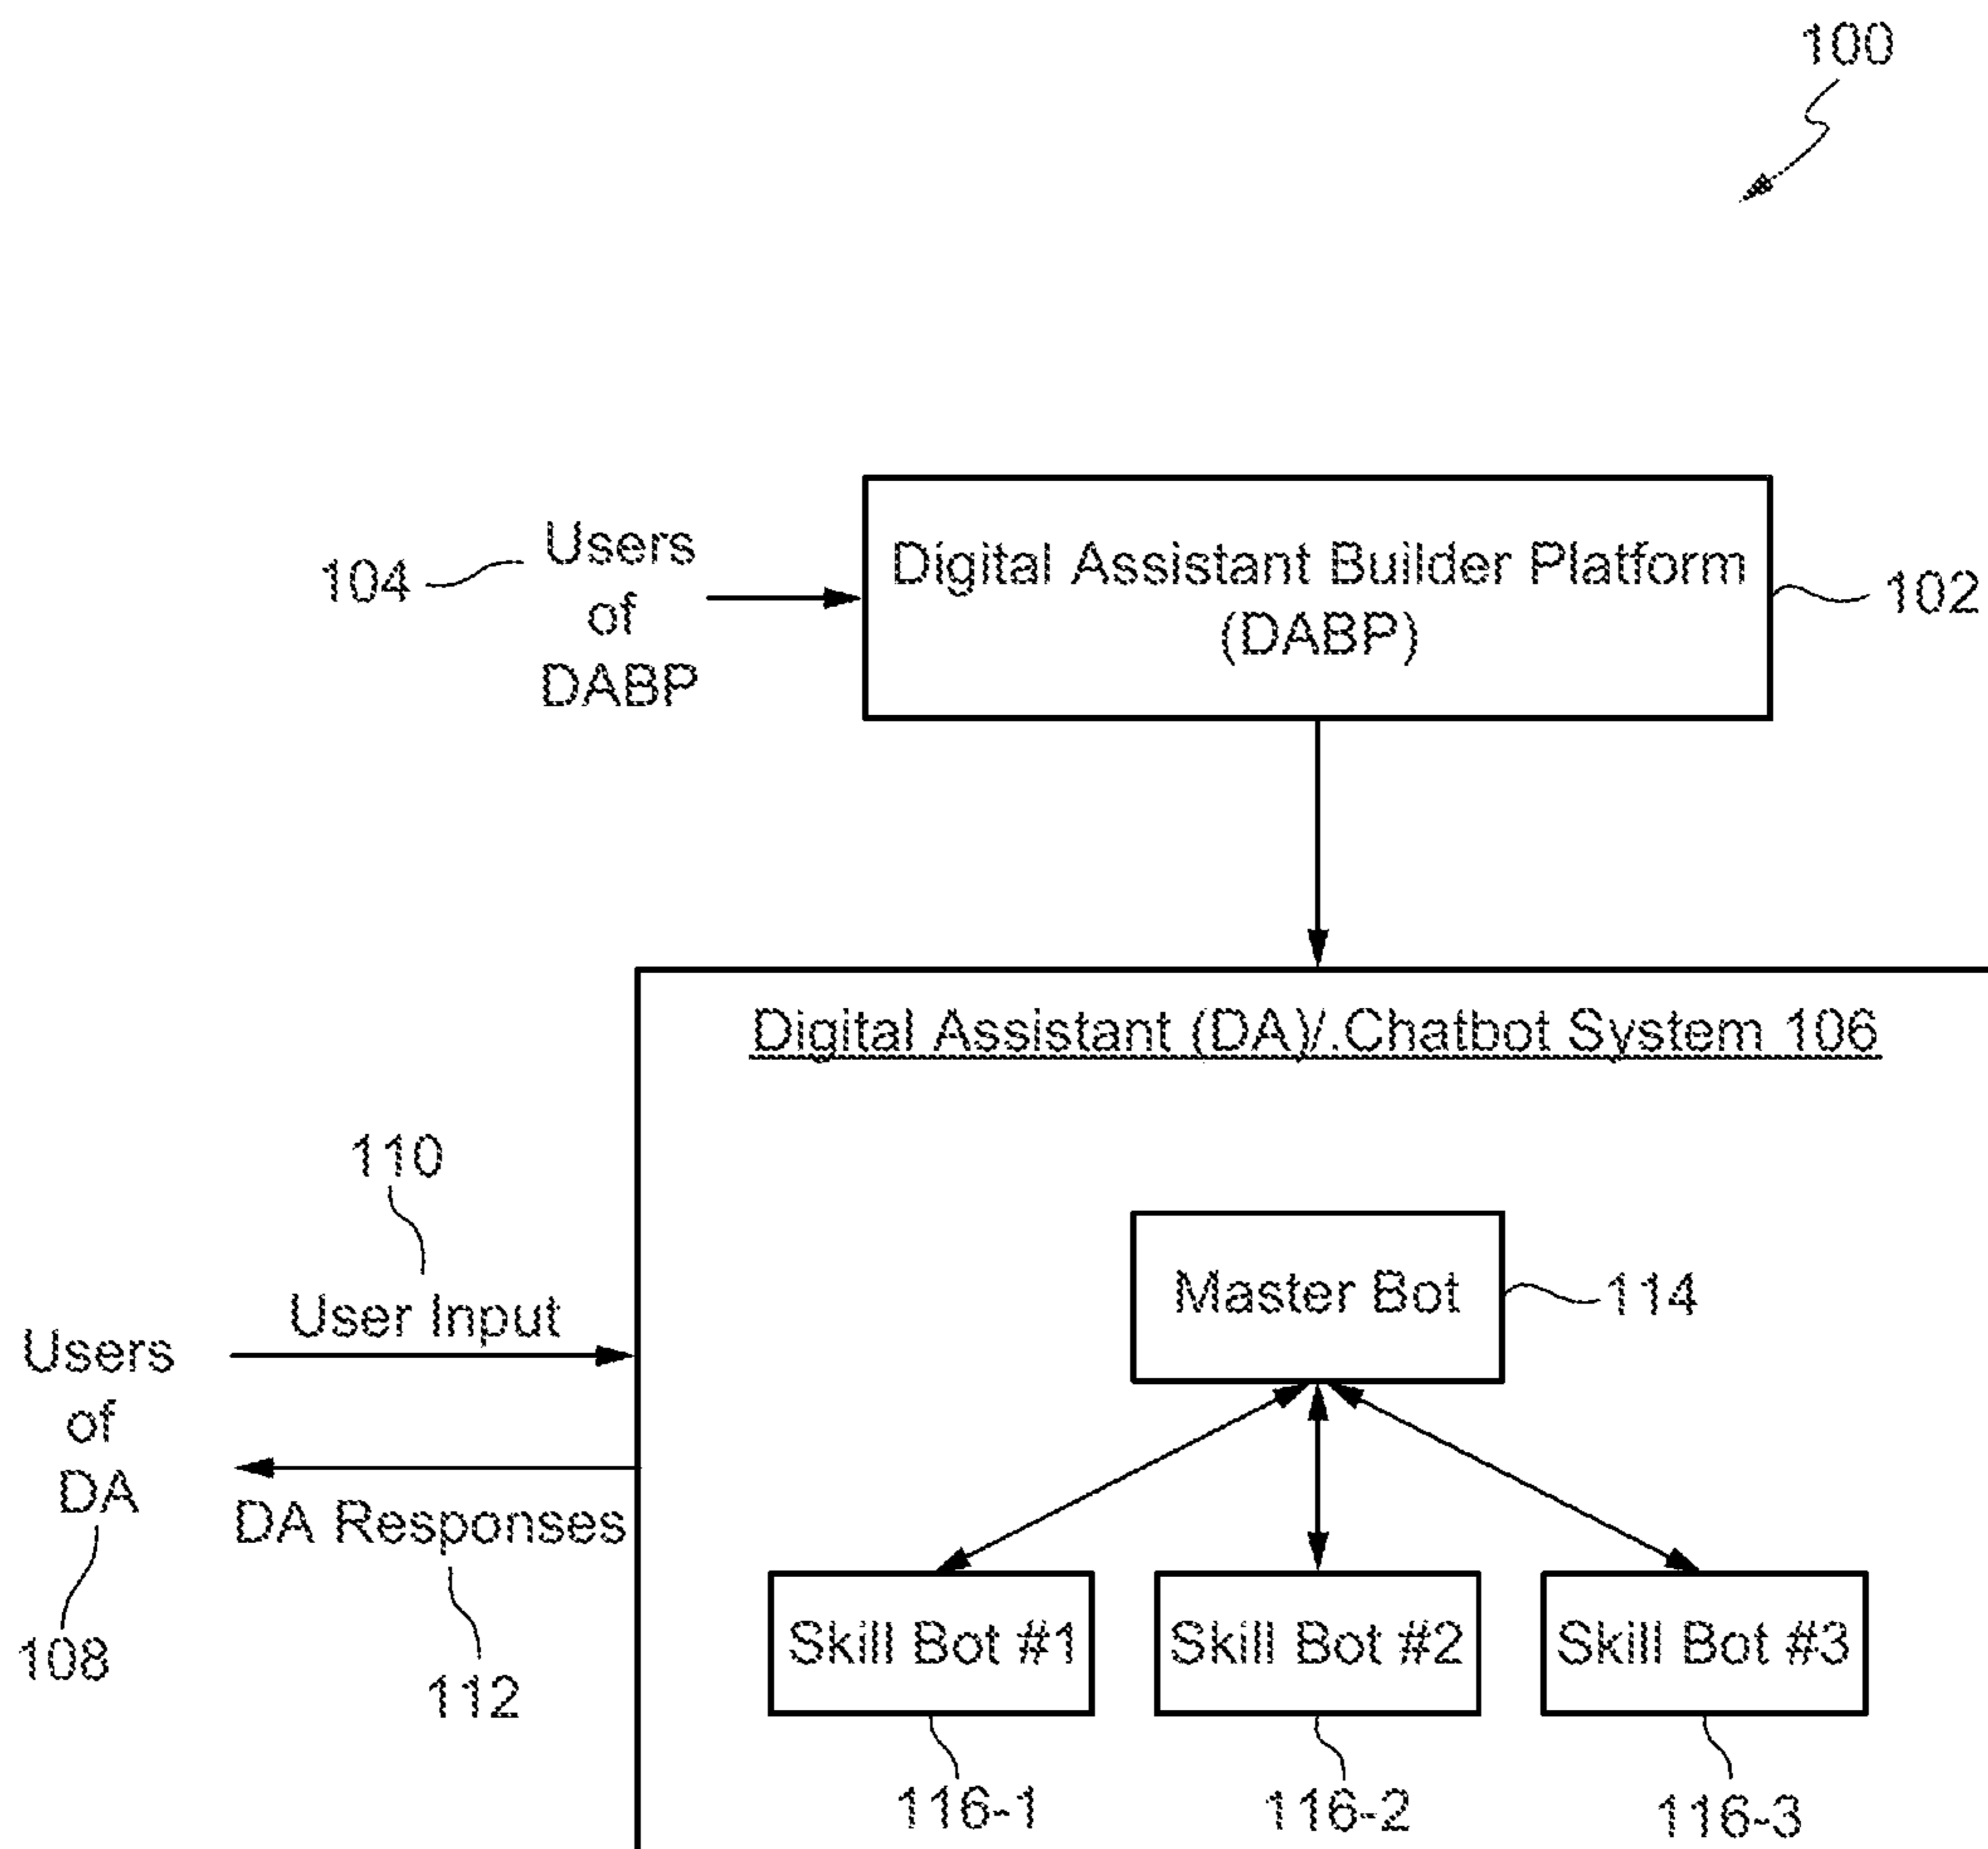 100
Users
of
DABP
104
Digital Assistant Builder Platform
(DABP)
102
Digital Assistant (DA)/.Chatbot System 106
110
User Input
Users
of
DA
DA Responses
108
112
Master Bot
114
Skill Bot #1
Skill Bot #2
Skill Bot #3
116-1
116-2
116-3